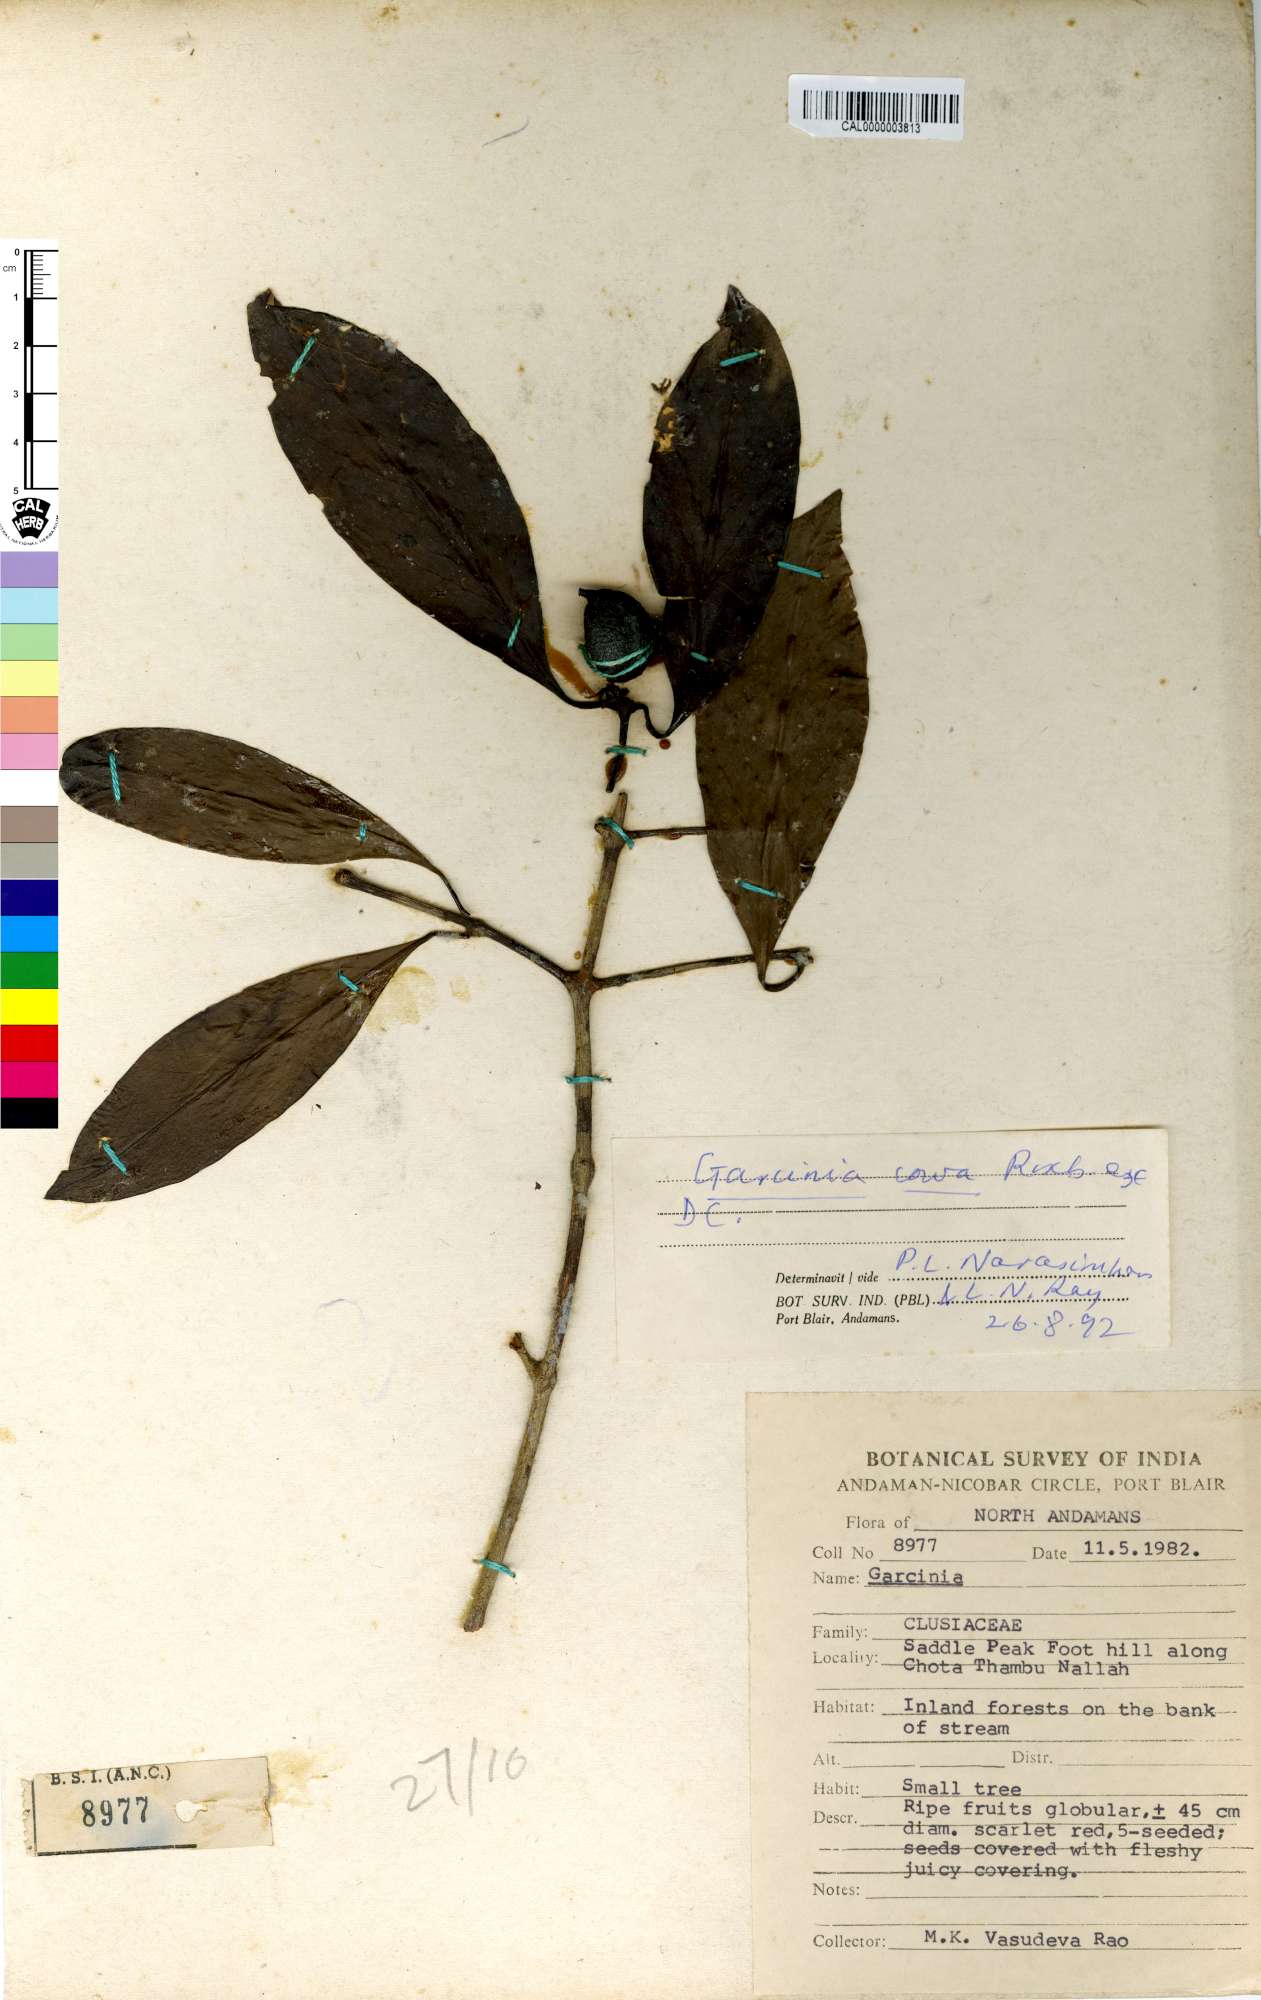 CAL0000003813
0
cm
1
2
3
4
5
CAL
HERB
Garcinia cowa Roxb ex
DC.
Determinavit / vide P. L. Narasimhan
BOT SURV. IND. (PBL) & L. N. Ray
Port Blair, Andamans. 26.8.92
BOTANICAL SURVEY OF INDIA
ANDAMAN-NICOBAR CIRCLE, PORT BLAIR
Flora of NORTH ANDAMANS
Coll No 8977 Date 11.5.1982.
Name: Garcinia
Family: CLUSIACEAE
Locality: Saddle Peak Foot hill along
Chota Thambu Nallah
Habitat: Inland forests on the bank
of stream
Alt. Distr.
Habit: Small tree
Descr. Ripe fruits globular,± 45 cm
diam. scarlet red,5-seeded;
seeds covered with fleshy
juicy covering.
Notes:
Collector: M.K. Vasudeva Rao
B. S. I. (A.N.C.)
8977
27/10